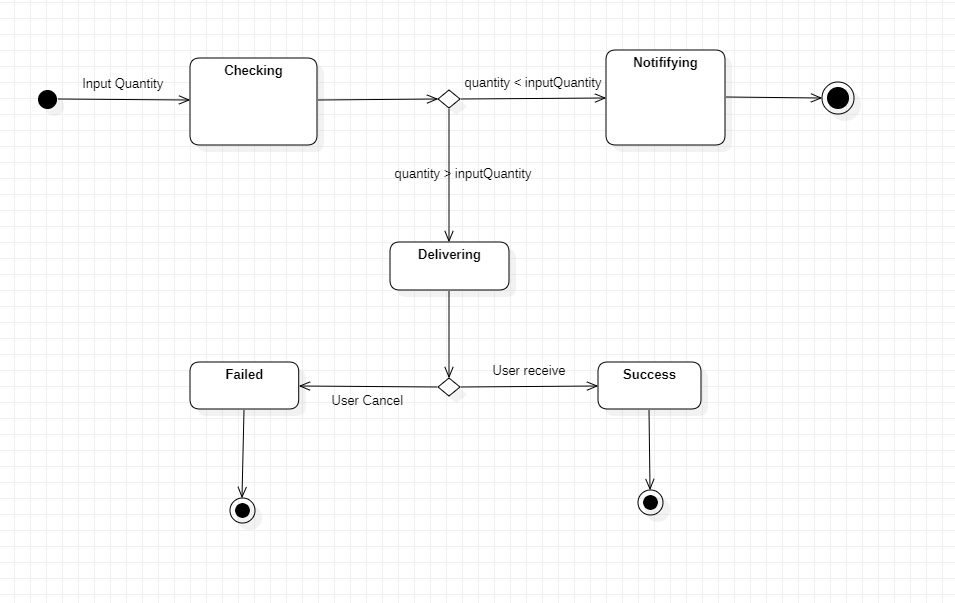 Input Quantity
Checking
quantity < inputQuantity
Notififying
quantity > inputQuantity
Delivering
Failed
User Cancel
User receive
Success